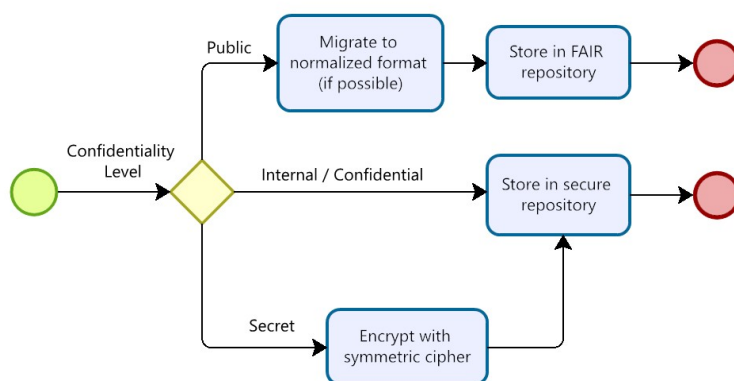 Public
Migrate to
normalized format
(if possible)
Store in FAIR
repository
Confidentiality
Level
Internal / Confidential
Store in secure
repository
Secret
Encrypt with
symmetric cipher